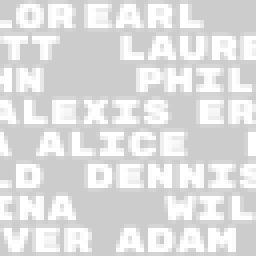 LOR EARL
TT LAURE
HN PHIL
ALEXIS ER
A ALICE
LD DENNIS
INA WIL
VER ADAM